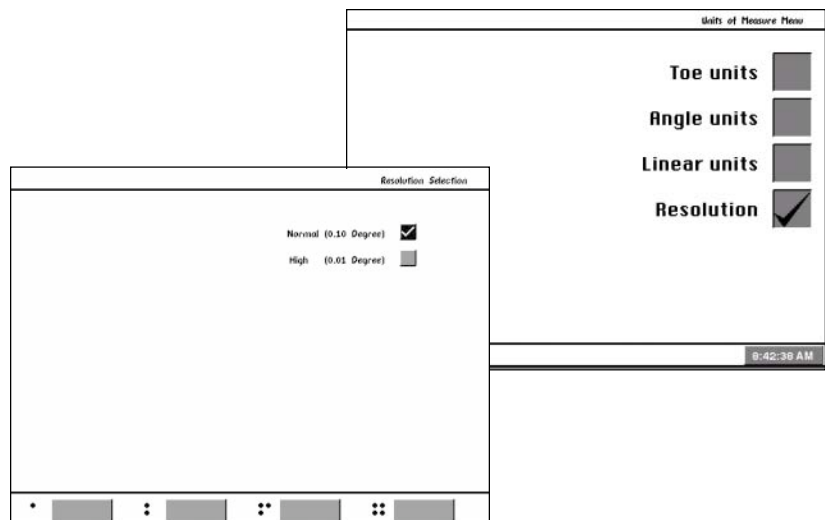 Units of Measure Menu
Toe units
Angle units
Linear units
Resolution
8:42:38 AM
Resolution Selection
Normal (0.10 Degree)
High (0.01 Degree)